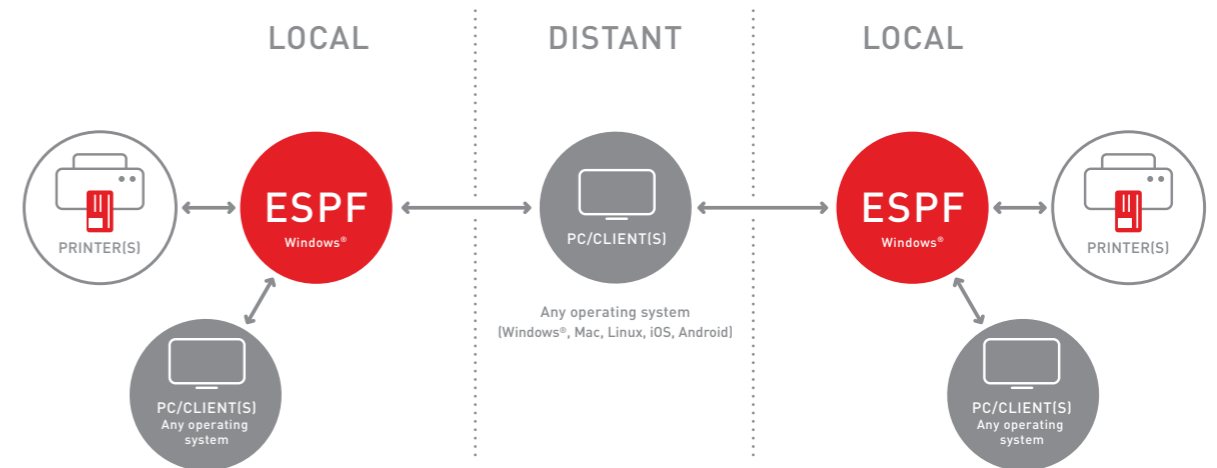 LOCAL
DISTANT
LOCAL
PRINTER(S)
ESPF
Windows®
PC/CLIENT(S)
ESPF
Windows®
PRINTER(S)
Any operating system
(Windows®, Mac, Linux, iOS, Android)
PC/CLIENT(S)
Any operating
system
PC/CLIENT(S)
Any operating
system